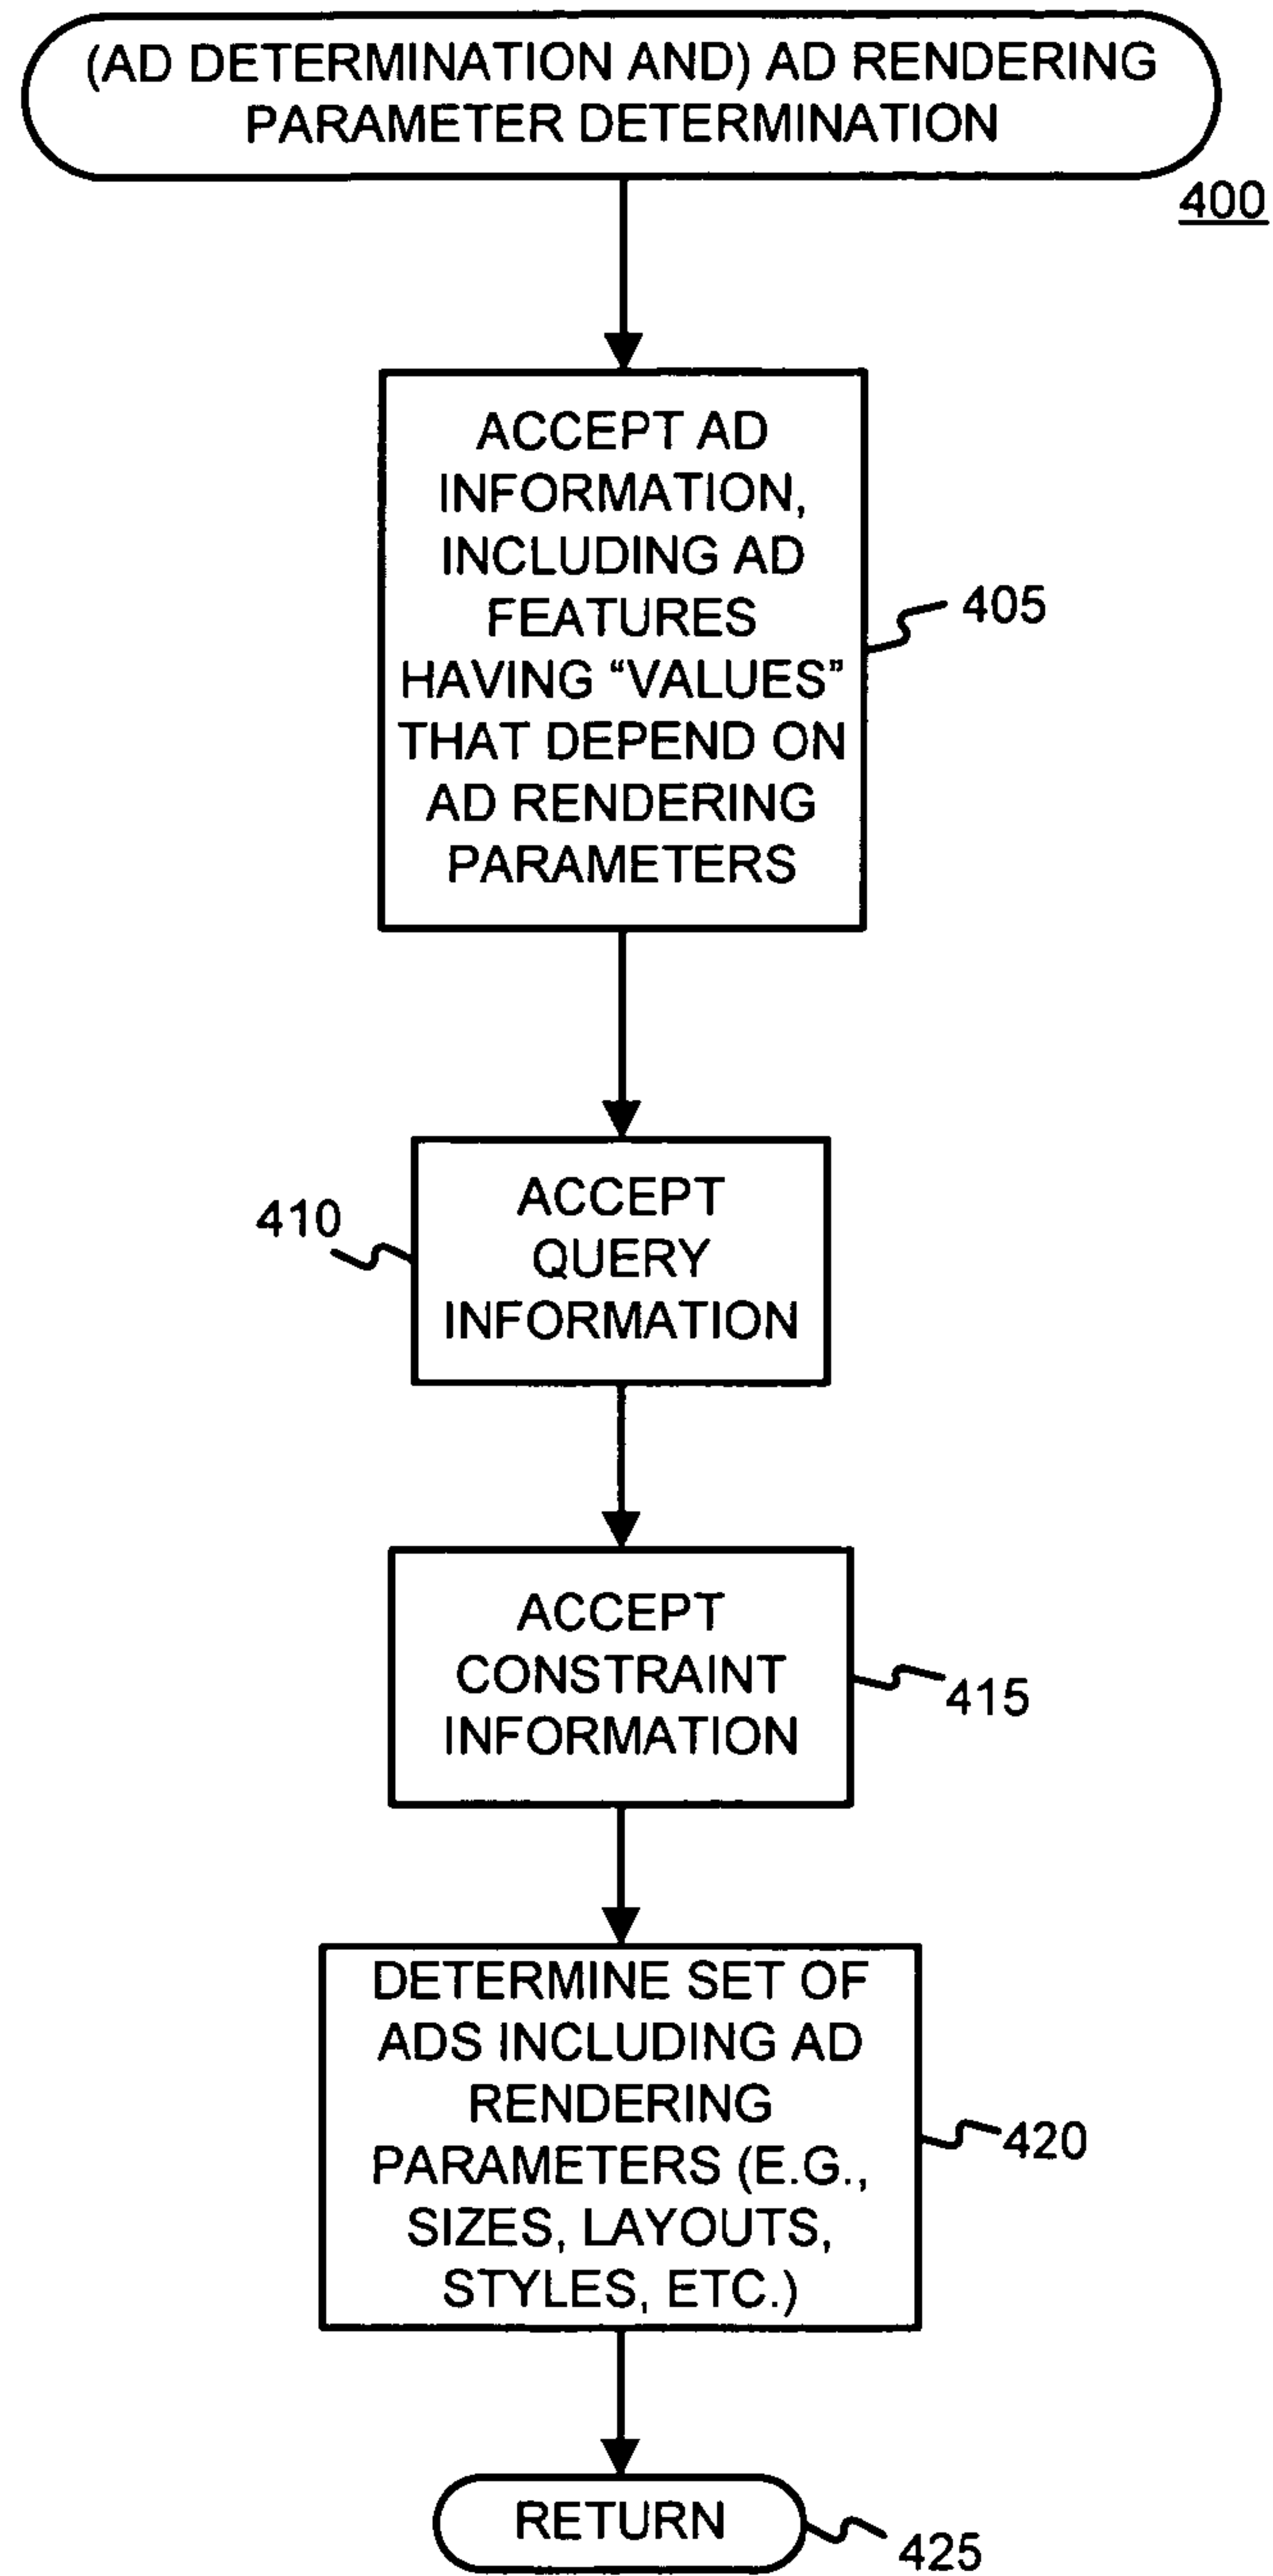 (AD DETERMINATION AND) AD RENDERING
PARAMETER DETERMINATION
400
ACCEPT AD
INFORMATION,
INCLUDING AD
FEATURES
HAVING “VALUES”
THAT DEPEND ON
AD RENDERING
PARAMETERS
405
ACCEPT
QUERY
INFORMATION
410
ACCEPT
CONSTRAINT
INFORMATION
415
DETERMINE SET OF
ADS INCLUDING AD
RENDERING
PARAMETERS (E.G.,
SIZES, LAYOUTS,
STYLES, ETC.)
420
RETURN
425